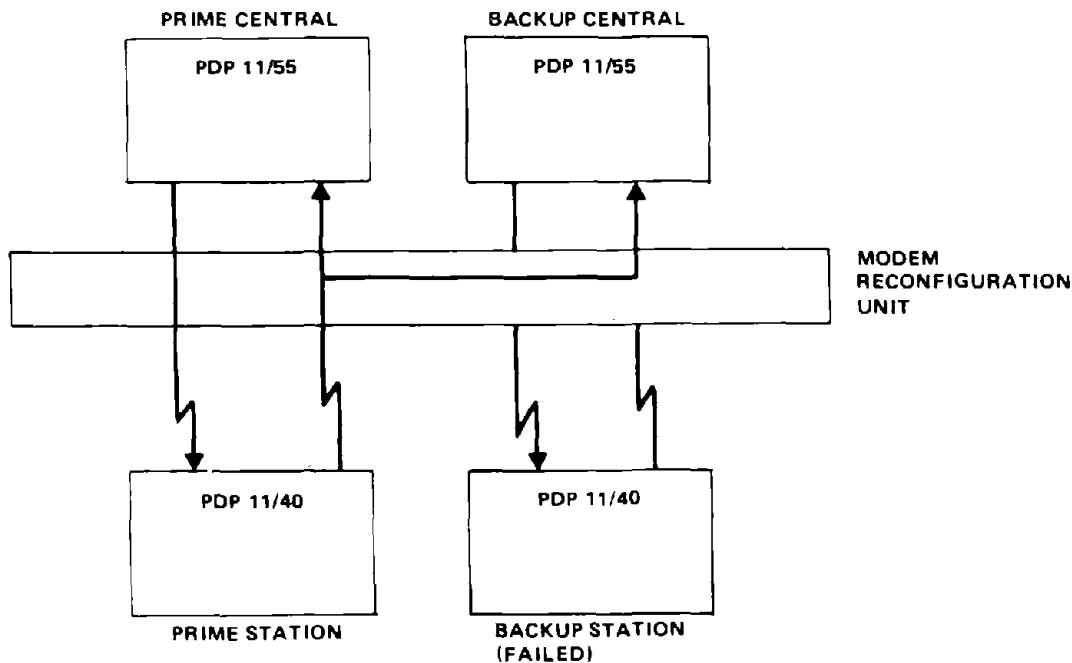 PRIME CENTRAL
BACKUP CENTRAL
PDP 11/55
PDP 11/55
MODEM
RECONFIGURATION
UNIT
PDP 11/40
PDP 11/40
PRIME STATION
BACKUP STATION
(FAILED)